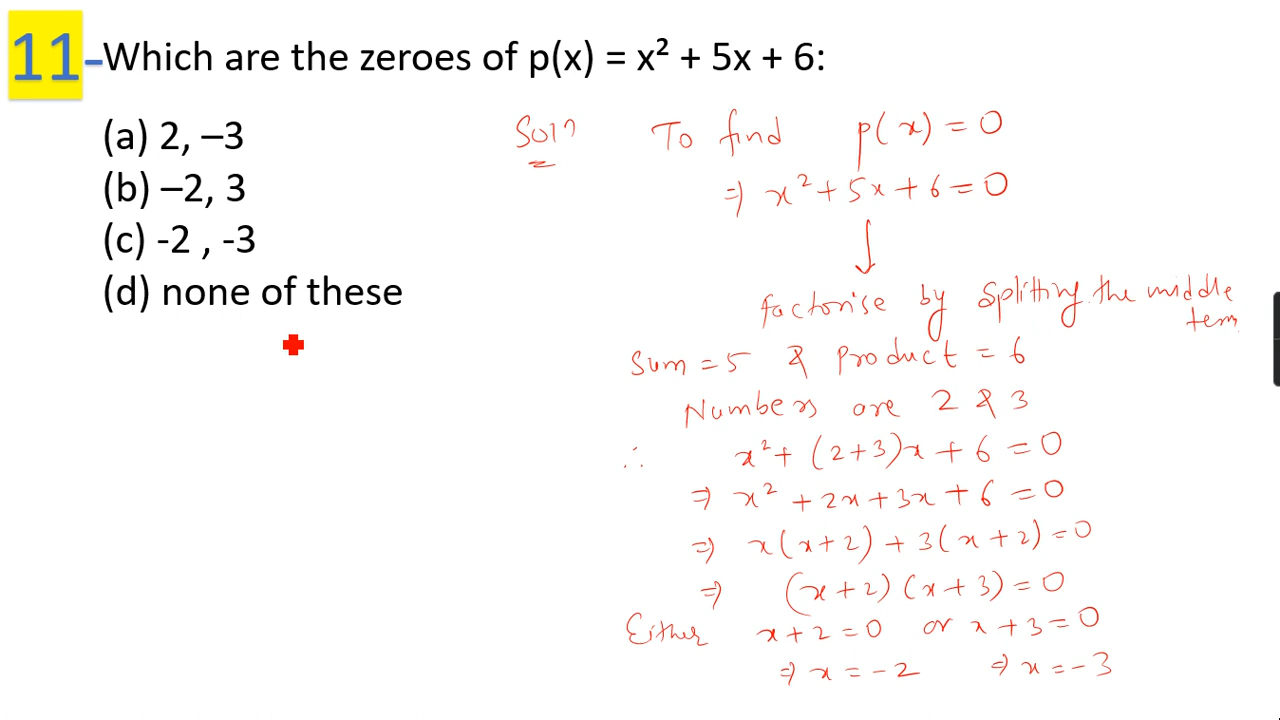 11-Which are the zeroes of p(x) = x² + 5x + 6:
(a) 2, –3
(b) –2, 3
(c) -2 , -3
(d) none of these
Solⁿ To find p(x) = 0
⇒ x² + 5x + 6 = 0
↓
factorise by splitting the middle
term
Sum = 5 & product = 6
Numbers are 2 & 3
∴ x² + (2+3)x + 6 = 0
⇒ x² + 2x + 3x + 6 = 0
⇒ x(x+2) + 3(x+2) = 0
⇒ (x+2) (x+3) = 0
Either x+2=0 or x+3=0
⇒ x = -2 ⇒ x = -3